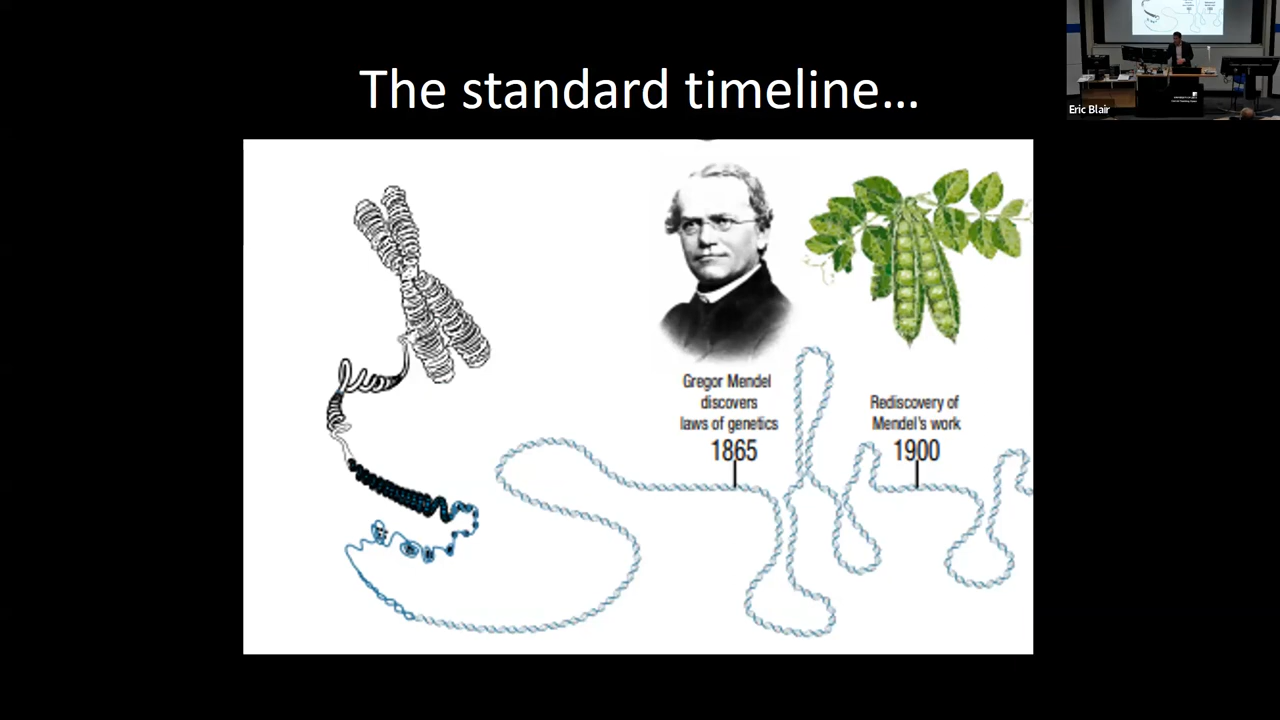 The standard timeline...
Eric Blair
Gregor Mendel
discovers
laws of genetics
1865
Rediscovery of
Mendel's work
1900